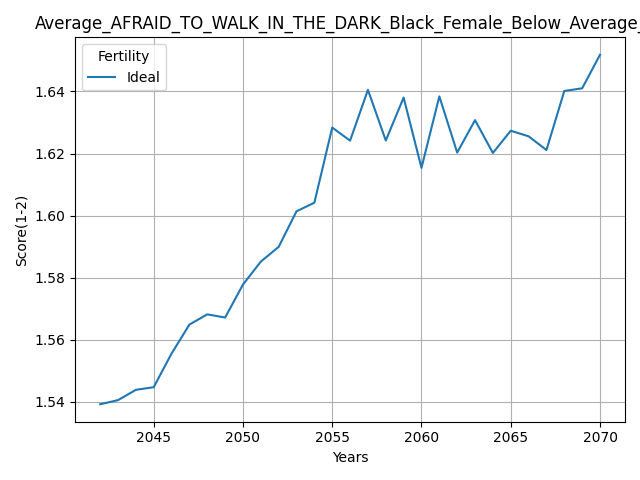 Average_AFRAID_TO_WALK_IN_THE_DARK_Black_Female_Below_Average_
Fertility
Ideal
1.64
1.62
1.60
1.58
1.56
1.54
Score(1-2)
2045 2050 2055 2060 2065 2070
Years